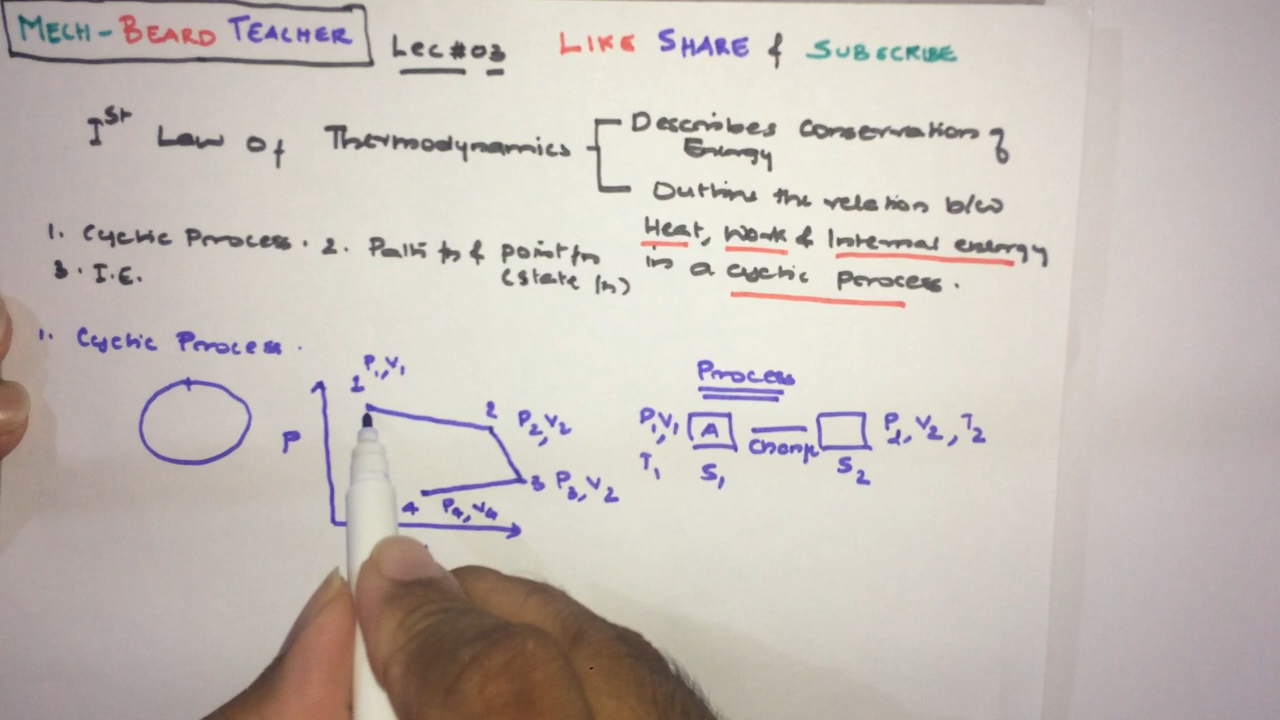 MECH-BEARD TEACHER Lec#03 LIKE SHARE & SUBSCRIBE
Ist Law Of Thermodynamics
Describes Conservation of
Energy
Outline the relation b/w
Heat, Work & Internal energy
in a cyclic process.
1. Cyclic Process. 2. Path fn & point fn
(State fn)
3. I.E.
1. Cyclic Process.
P
1 P1,V1
2 P2,V2
3 P3,V2
4 P4,V4
Process
P1,V1, T1
A
S1
Change
S2
P2,V2,T2